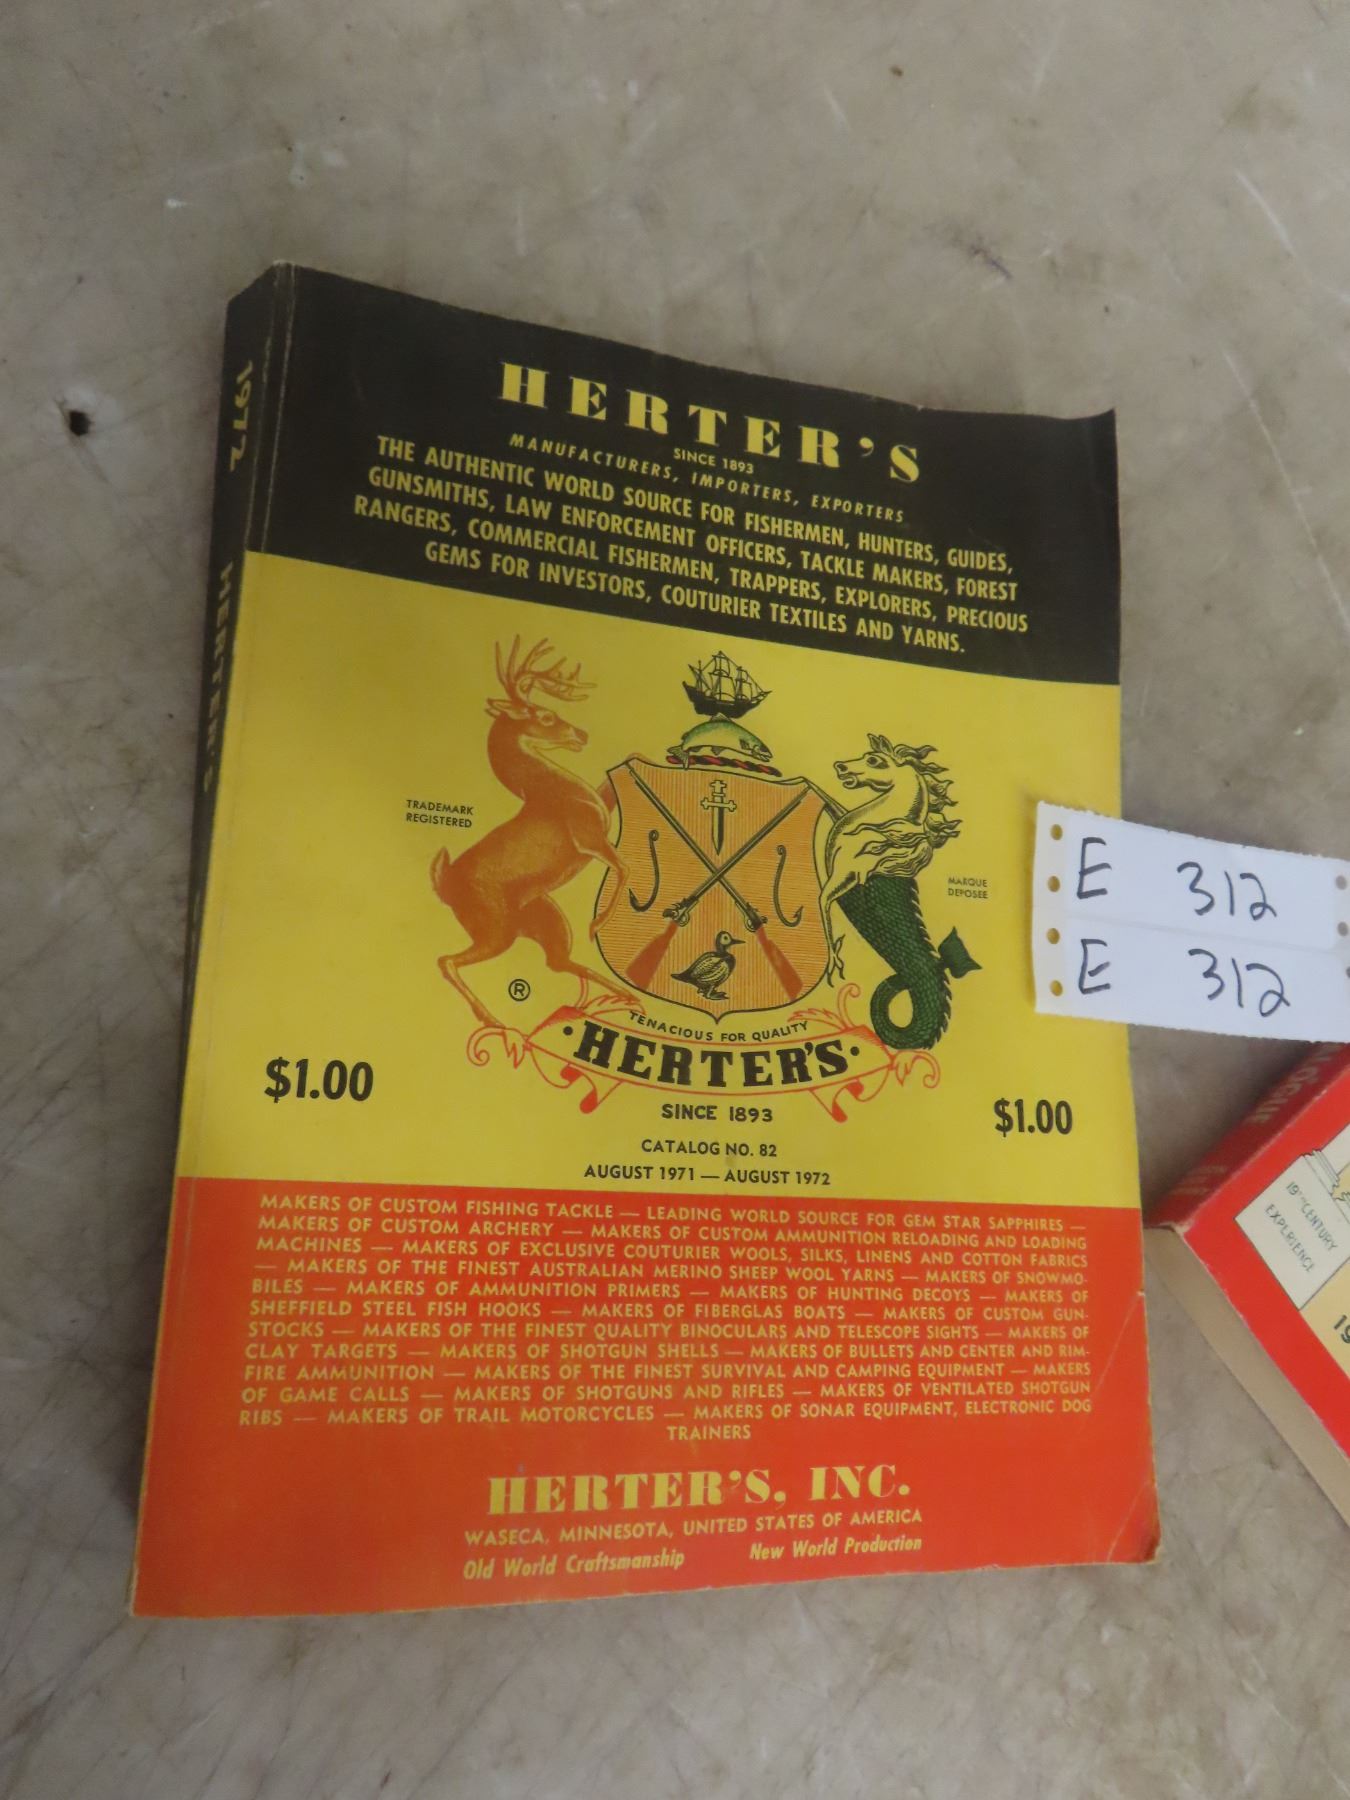 HERTER'S
SINCE 1893
MANUFACTURERS, IMPORTERS, EXPORTERS
THE AUTHENTIC WORLD SOURCE FOR FISHERMEN, HUNTERS, GUIDES,
GUNSMITHS, LAW ENFORCEMENT OFFICERS, TACKLE MAKERS, FOREST
RANGERS, COMMERCIAL FISHERMEN, TRAPPERS, EXPLORERS, PRECIOUS
GEMS FOR INVESTORS, COUTURIER TEXTILES AND YARNS.
TRADEMARK
REGISTERED
MARQUE
DEPOSEE
®
TENACIOUS FOR QUALITY
·HERTER'S·
SINCE 1893
$1.00
$1.00
CATALOG NO. 82
AUGUST 1971 — AUGUST 1972
MAKERS OF CUSTOM FISHING TACKLE — LEADING WORLD SOURCE FOR GEM STAR SAPPHIRES —
MAKERS OF CUSTOM ARCHERY — MAKERS OF CUSTOM AMMUNITION RELOADING AND LOADING
MACHINES — MAKERS OF EXCLUSIVE COUTURIER WOOLS, SILKS, LINENS AND COTTON FABRICS
— MAKERS OF THE FINEST AUSTRALIAN MERINO SHEEP WOOL YARNS — MAKERS OF SNOWMO-
BILES — MAKERS OF AMMUNITION PRIMERS — MAKERS OF HUNTING DECOYS — MAKERS OF
SHEFFIELD STEEL FISH HOOKS — MAKERS OF FIBERGLAS BOATS — MAKERS OF CUSTOM GUN-
STOCKS — MAKERS OF THE FINEST QUALITY BINOCULARS AND TELESCOPE SIGHTS — MAKERS OF
CLAY TARGETS — MAKERS OF SHOTGUN SHELLS — MAKERS OF BULLETS AND CENTER AND RIM-
FIRE AMMUNITION — MAKERS OF THE FINEST SURVIVAL AND CAMPING EQUIPMENT — MAKERS
OF GAME CALLS — MAKERS OF SHOTGUNS AND RIFLES — MAKERS OF VENTILATED SHOTGUN
RIBS — MAKERS OF TRAIL MOTORCYCLES — MAKERS OF SONAR EQUIPMENT, ELECTRONIC DOG
TRAINERS
HERTER'S, INC.
WASECA, MINNESOTA, UNITED STATES OF AMERICA
Old World Craftsmanship New World Production
1972 HERTER'S
E 312
E 312
19TH CENTURY
EXPERIENCE